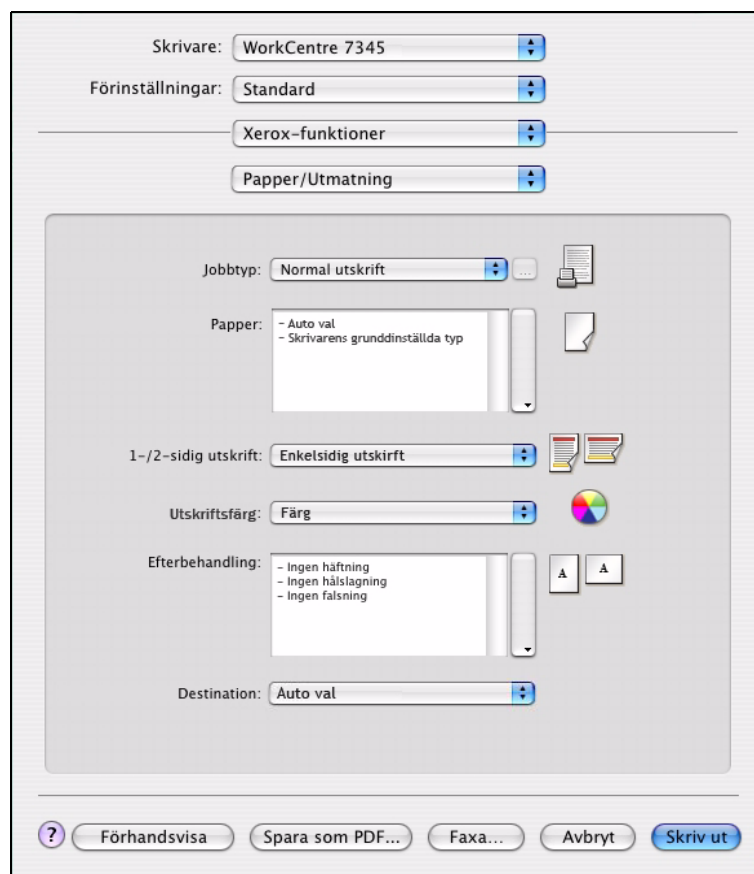 Skrivare: WorkCentre 7345
Förinställningar: Standard
Xerox-funktioner
Papper/Utmatning
Jobbtyp: Normal utskrift ...
Papper: - Auto val
- Skrivarens grunddinställda typ
1-/2-sidig utskrift: Enkelsidig utskirft
Utskriftsfärg: Färg
Efterbehandling: - Ingen häftning
- Ingen hålslagning
- Ingen falsning
A A
Destination: Auto val
? Förhandsvisa Spara som PDF... Faxa... Avbryt Skriv ut